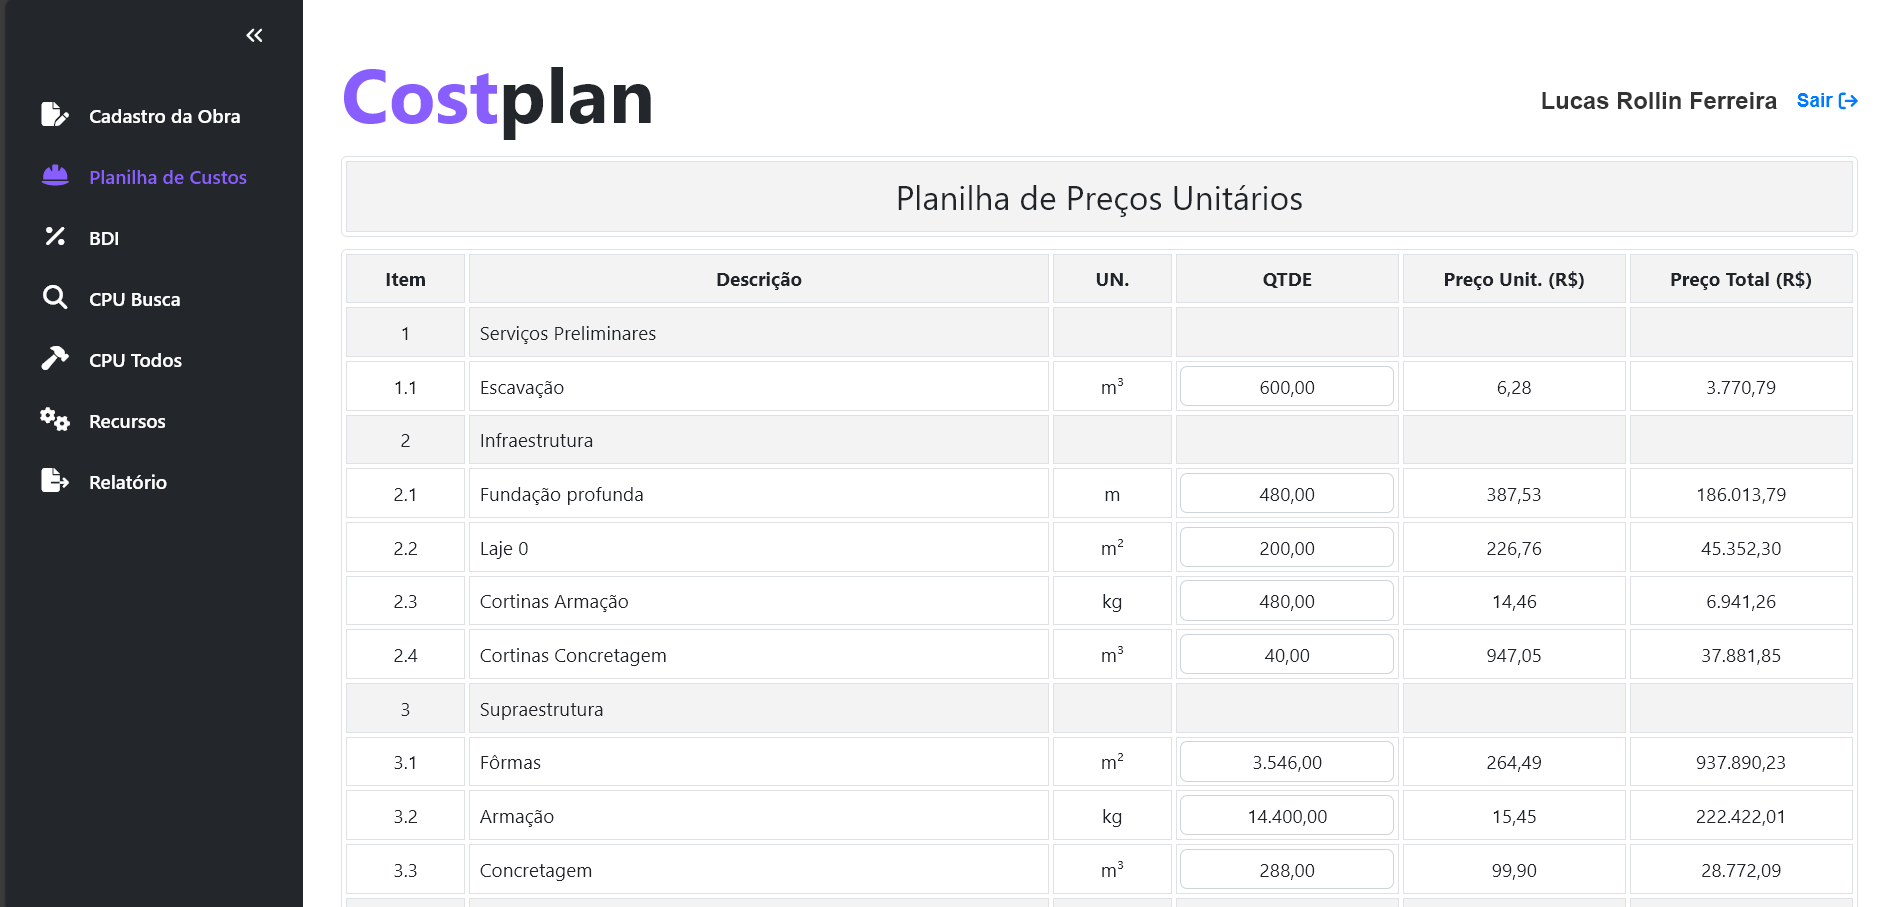 Cadastro da Obra
Planilha de Custos
BDI
CPU Busca
CPU Todos
Recursos
Relatório
Costplan
Lucas Rollin Ferreira Sair
Planilha de Preços Unitários
Item Descrição UN. QTDE Preço Unit. (R$) Preço Total (R$)
1 Serviços Preliminares
1.1 Escavação m³ 600,00 6,28 3.770,79
2 Infraestrutura
2.1 Fundação profunda m 480,00 387,53 186.013,79
2.2 Laje 0 m² 200,00 226,76 45.352,30
2.3 Cortinas Armação kg 480,00 14,46 6.941,26
2.4 Cortinas Concretagem m³ 40,00 947,05 37.881,85
3 Supraestrutura
3.1 Fôrmas m² 3.546,00 264,49 937.890,23
3.2 Armação kg 14.400,00 15,45 222.422,01
3.3 Concretagem m³ 288,00 99,90 28.772,09